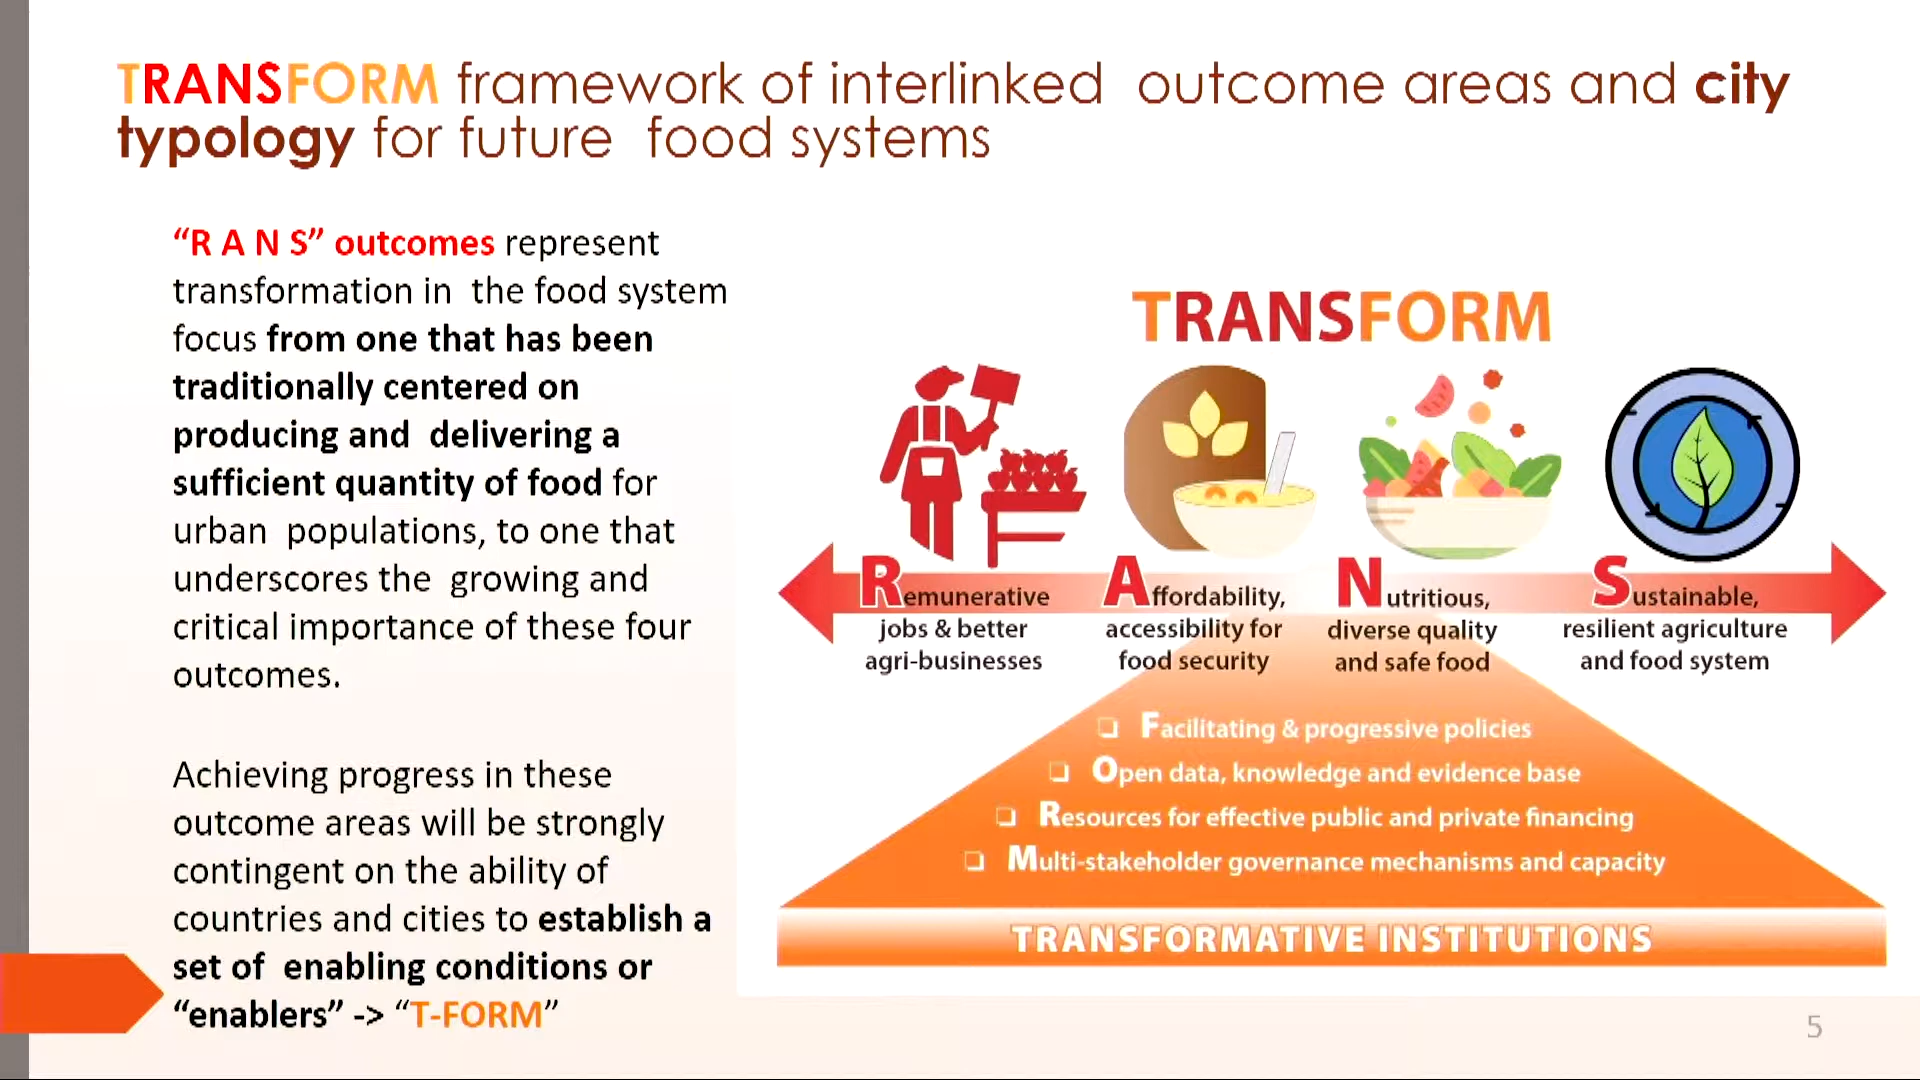 TRANSFORM framework of interlinked outcome areas and city
typology for future food systems
“R A N S” outcomes represent
transformation in the food system
focus from one that has been
traditionally centered on
producing and delivering a
sufficient quantity of food for
urban populations, to one that
underscores the growing and
critical importance of these four
outcomes.
Achieving progress in these
outcome areas will be strongly
contingent on the ability of
countries and cities to establish a
set of enabling conditions or
“enablers” -> “T-FORM”
TRANSFORM
Remunerative
jobs & better
agri-businesses
Affordability,
accessibility for
food security
Nutritious,
diverse quality
and safe food
Sustainable,
resilient agriculture
and food system
❑ Facilitating & progressive policies
❑ Open data, knowledge and evidence base
❑ Resources for effective public and private financing
❑ Multi-stakeholder governance mechanisms and capacity
TRANSFORMATIVE INSTITUTIONS
5